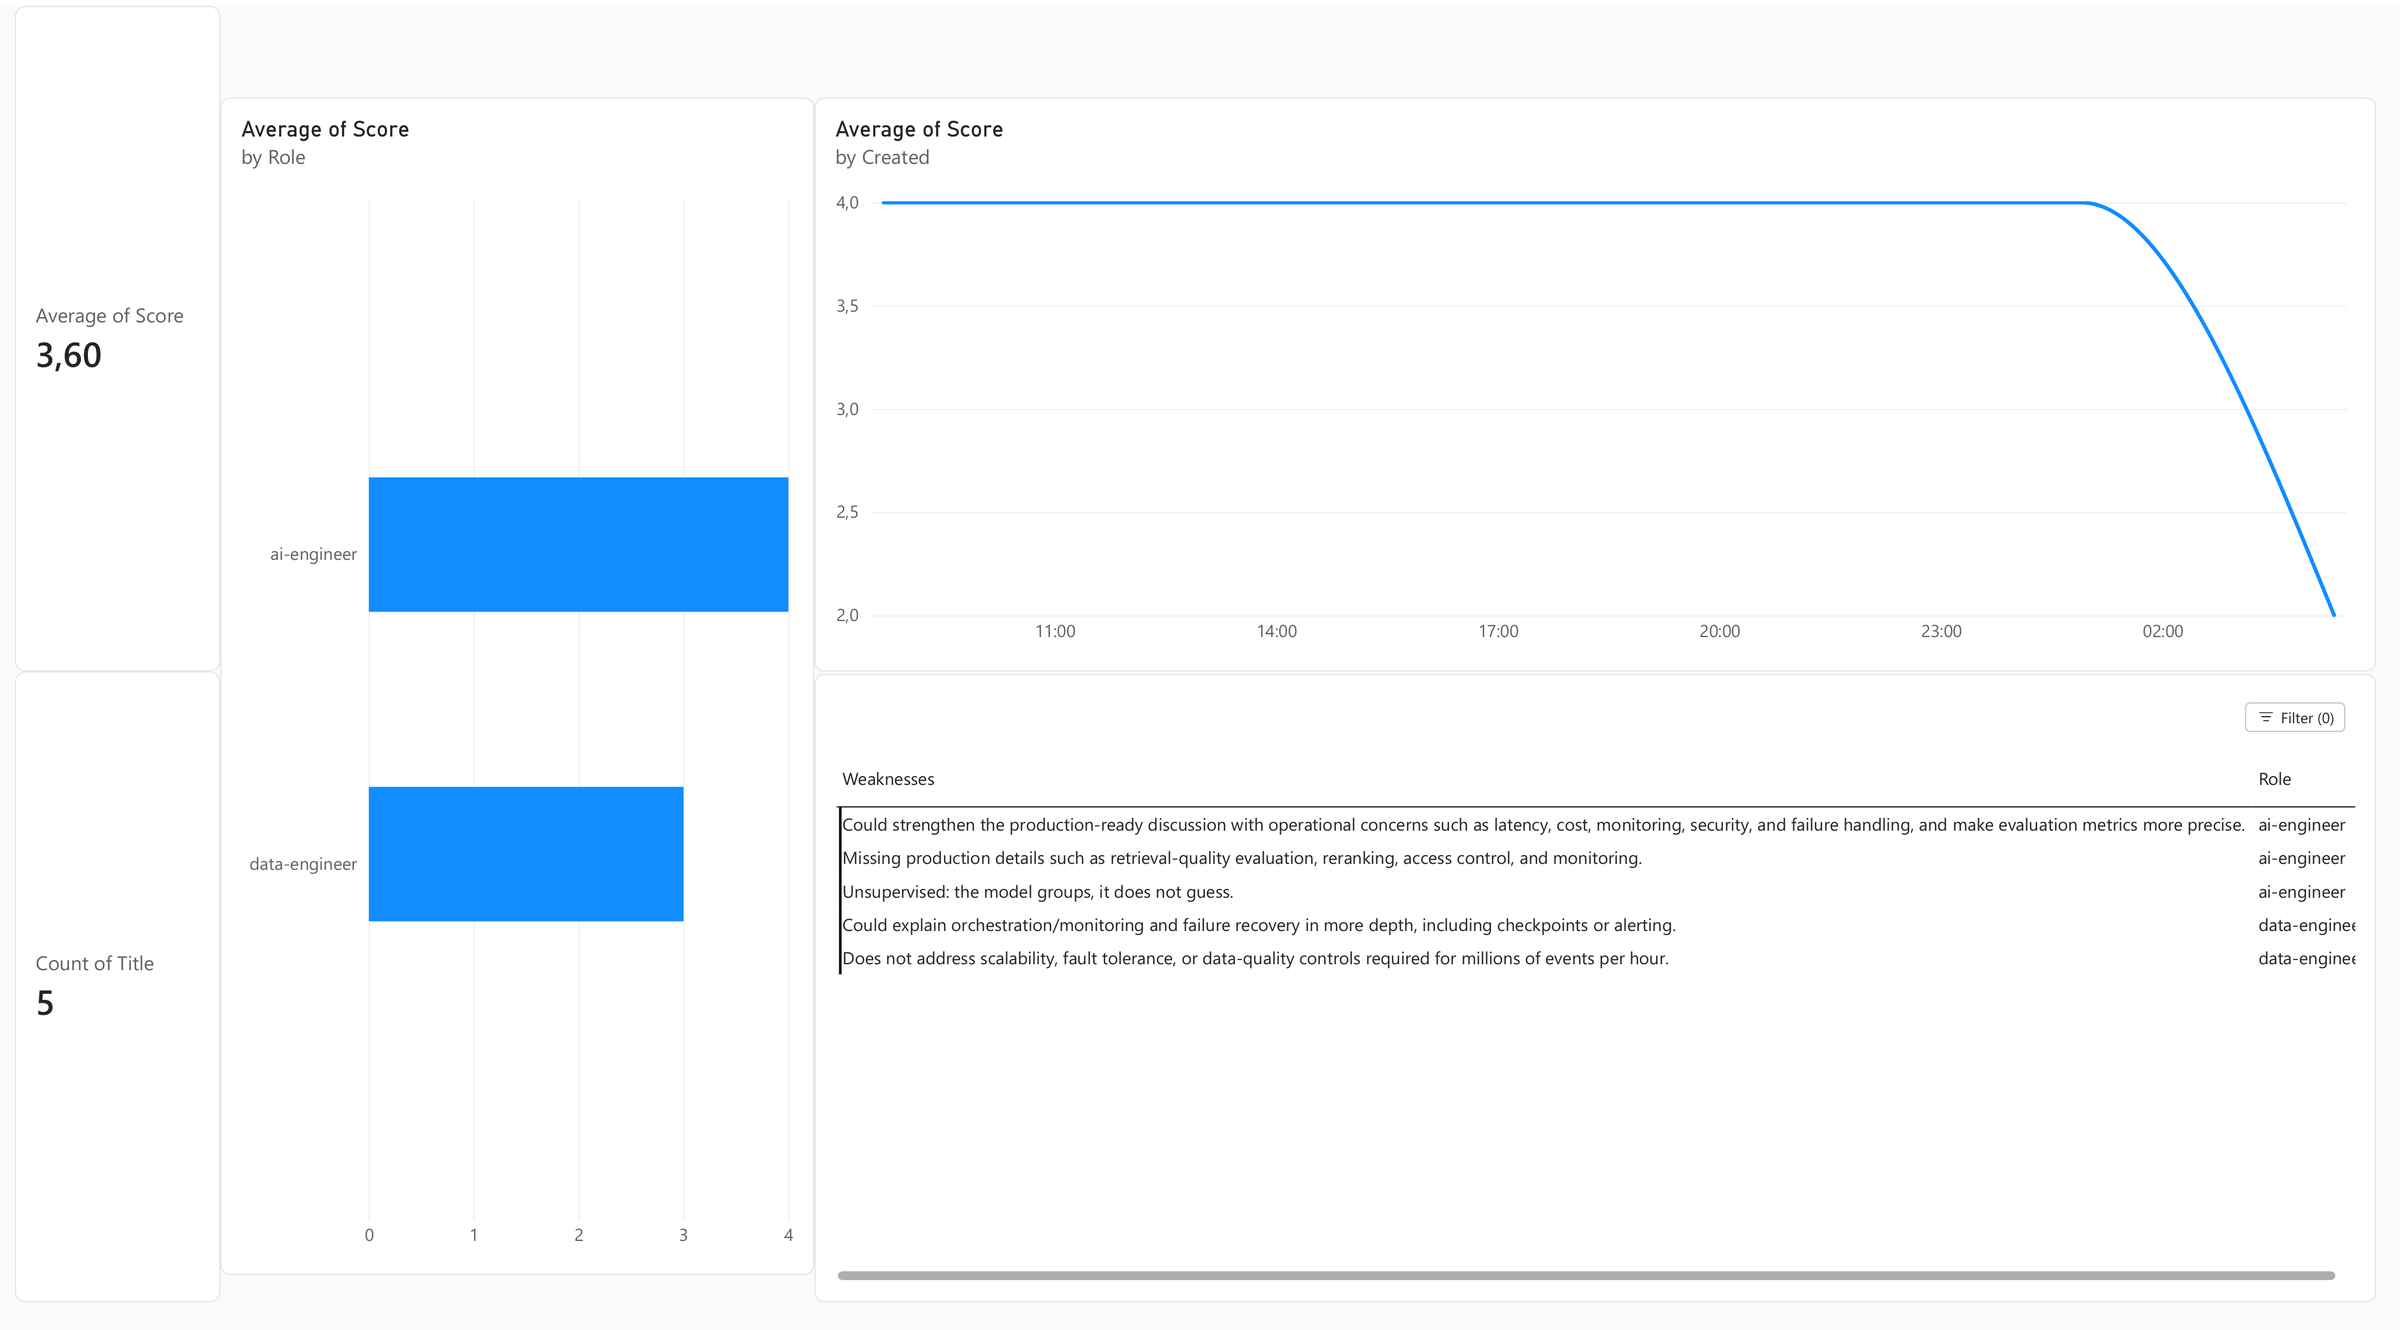 Average of Score
3,60
Count of Title
5
Average of Score
by Role
ai-engineer
data-engineer
0 1 2 3 4
Average of Score
by Created
4,0
3,5
3,0
2,5
2,0
11:00 14:00 17:00 20:00 23:00 02:00
Filter (0)
Weaknesses Role
Could strengthen the production-ready discussion with operational concerns such as latency, cost, monitoring, security, and failure handling, and make evaluation metrics more precise. ai-engineer
Missing production details such as retrieval-quality evaluation, reranking, access control, and monitoring. ai-engineer
Unsupervised: the model groups, it does not guess. ai-engineer
Could explain orchestration/monitoring and failure recovery in more depth, including checkpoints or alerting. data-enginee
Does not address scalability, fault tolerance, or data-quality controls required for millions of events per hour. data-enginee